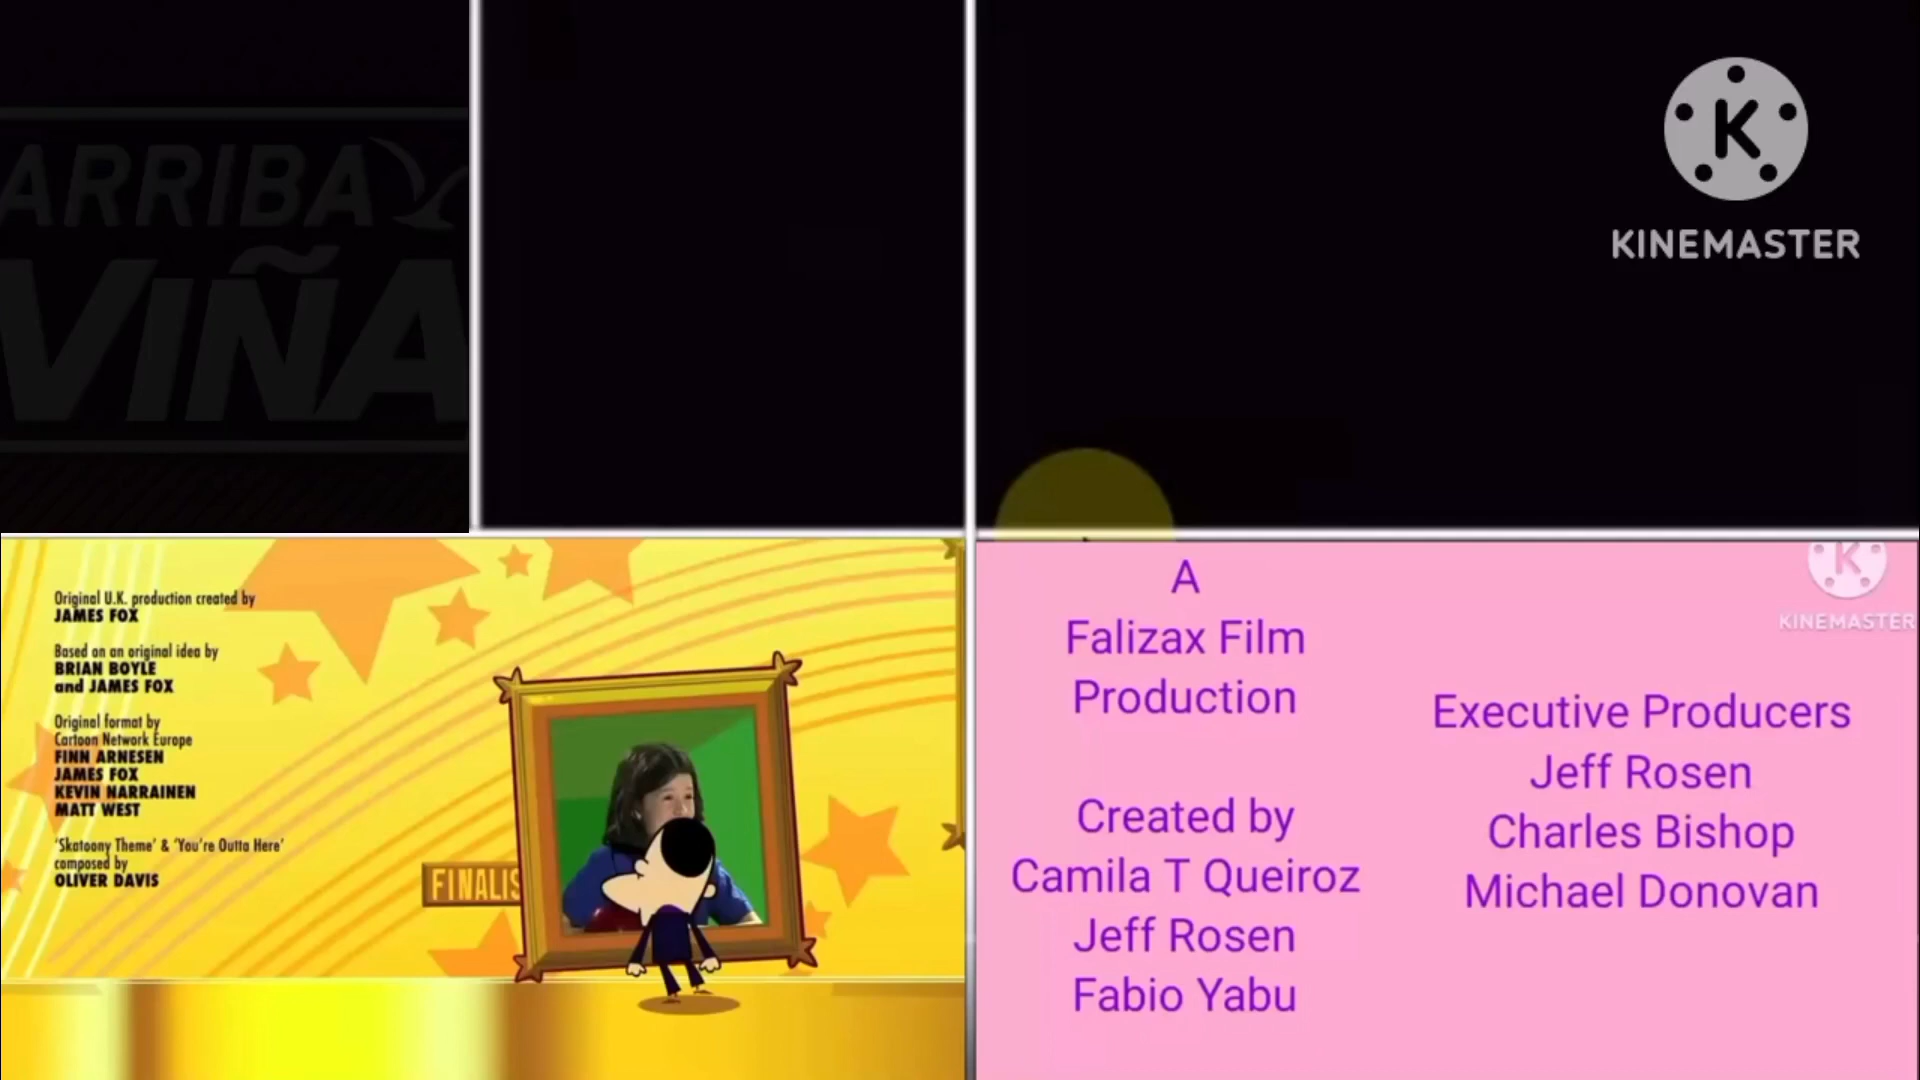 ARRIBA
VIÑA
K
KINEMASTER
Original U.K. production created by
JAMES FOX
Based on an original idea by
BRIAN BOYLE
and JAMES FOX
Original format by
Cartoon Network Europe
FINN ARNESEN
JAMES FOX
KEVIN NARRAINEN
MATT WEST
'Skatoony Theme' & 'You're Outta Here'
composed by
OLIVER DAVIS
FINALIS
K
KINEMASTER
A
Falizax Film
Production
Created by
Camila T Queiroz
Jeff Rosen
Fabio Yabu
Executive Producers
Jeff Rosen
Charles Bishop
Michael Donovan